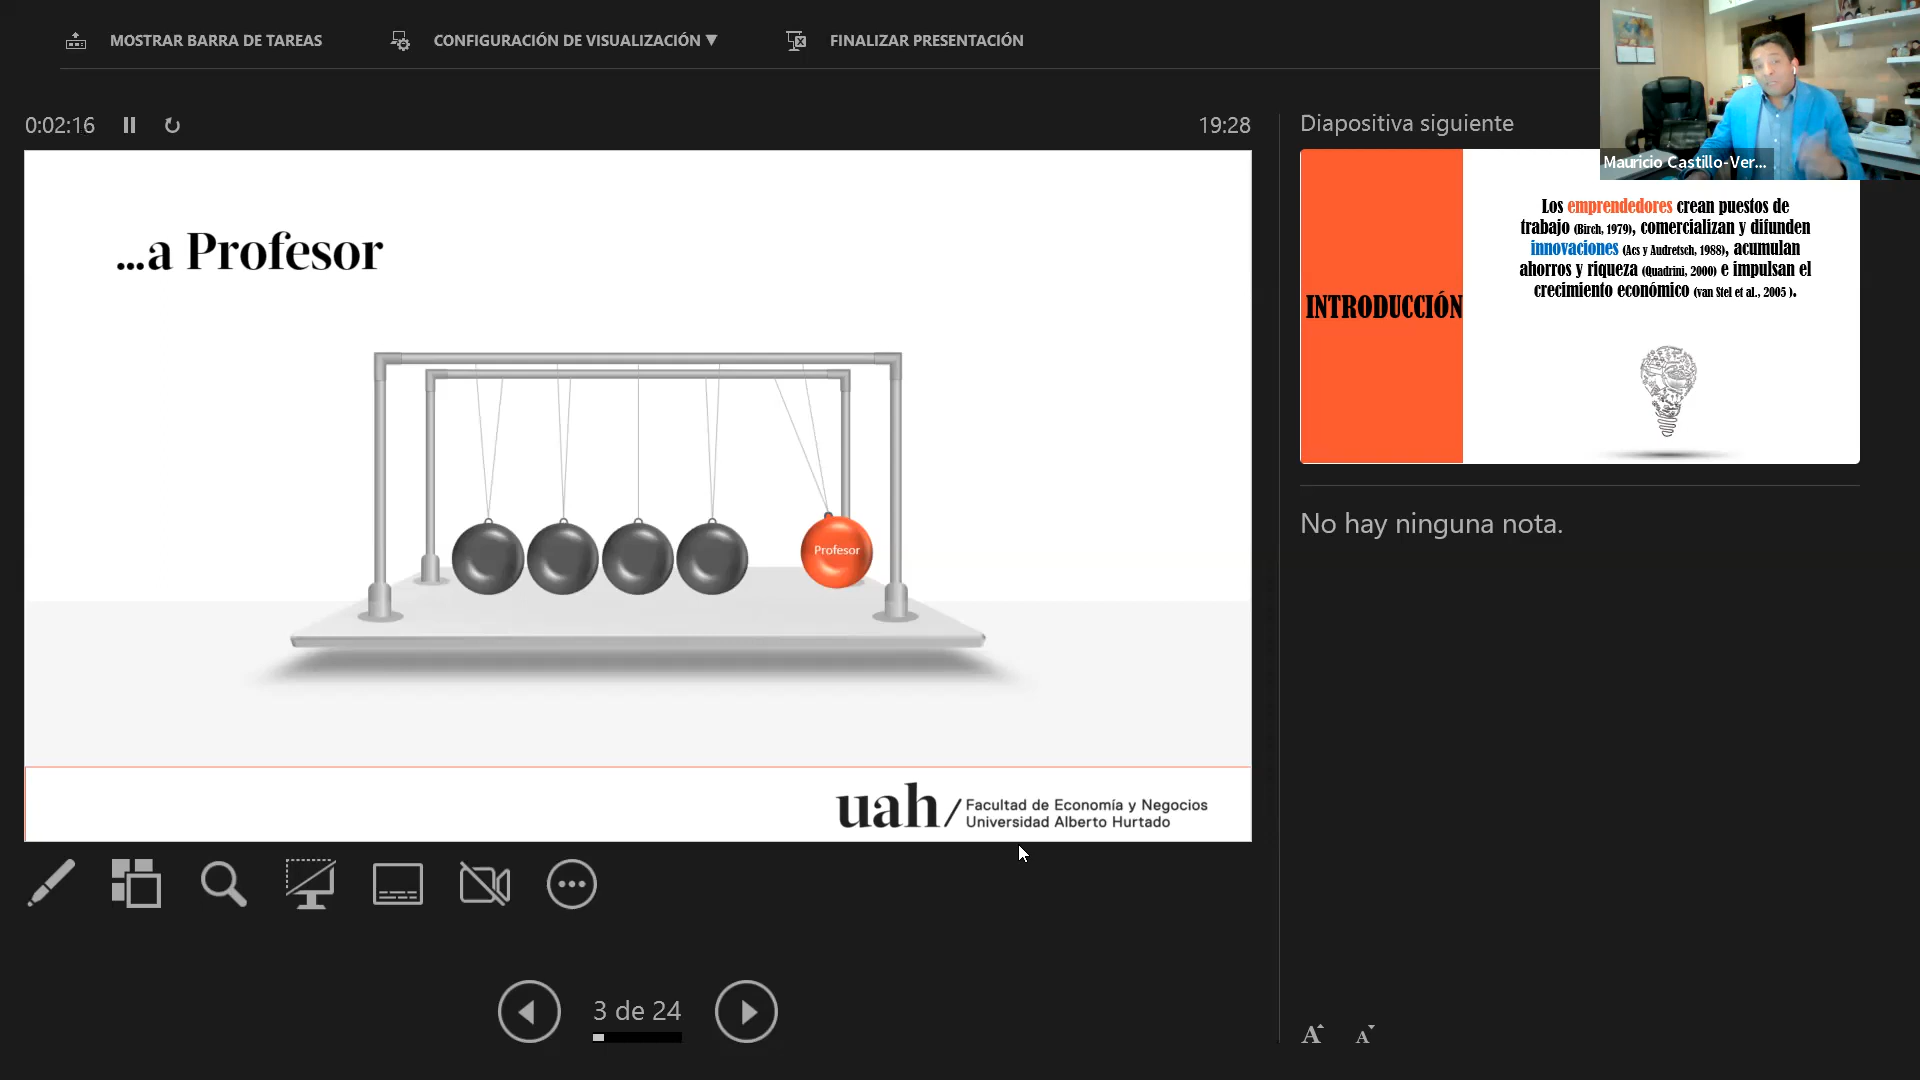 MOSTRAR BARRA DE TAREAS
CONFIGURACIÓN DE VISUALIZACIÓN ▼
FINALIZAR PRESENTACIÓN
0:02:16
19:28
Diapositiva siguiente
Mauricio Castillo-Ver...
...a Profesor
Profesor
uah/
Facultad de Economía y Negocios
Universidad Alberto Hurtado
INTRODUCCIÓN
Los emprendedores crean puestos de
trabajo (Birch, 1979), comercializan y difunden
innovaciones (Acs y Audretsch, 1988), acumulan
ahorros y riqueza (Quadrini, 2000) e impulsan el
crecimiento económico (van Stel et al., 2005 ).
No hay ninguna nota.
3 de 24
A A